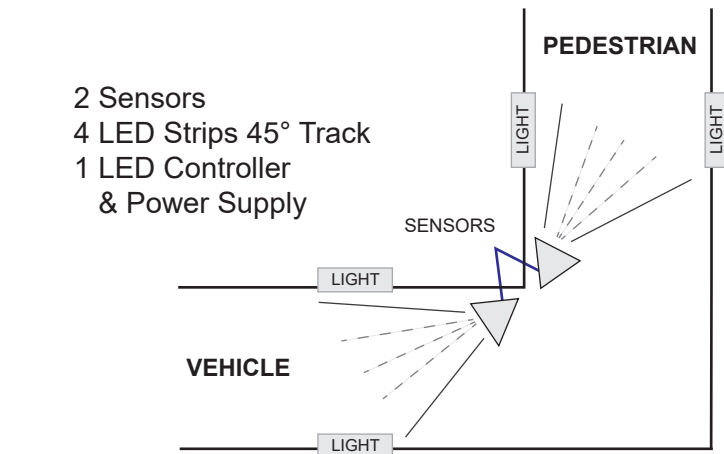 PEDESTRIAN
2 Sensors
4 LED Strips 45° Track
1 LED Controller
& Power Supply
LIGHT
LIGHT
SENSORS
LIGHT
VEHICLE
LIGHT